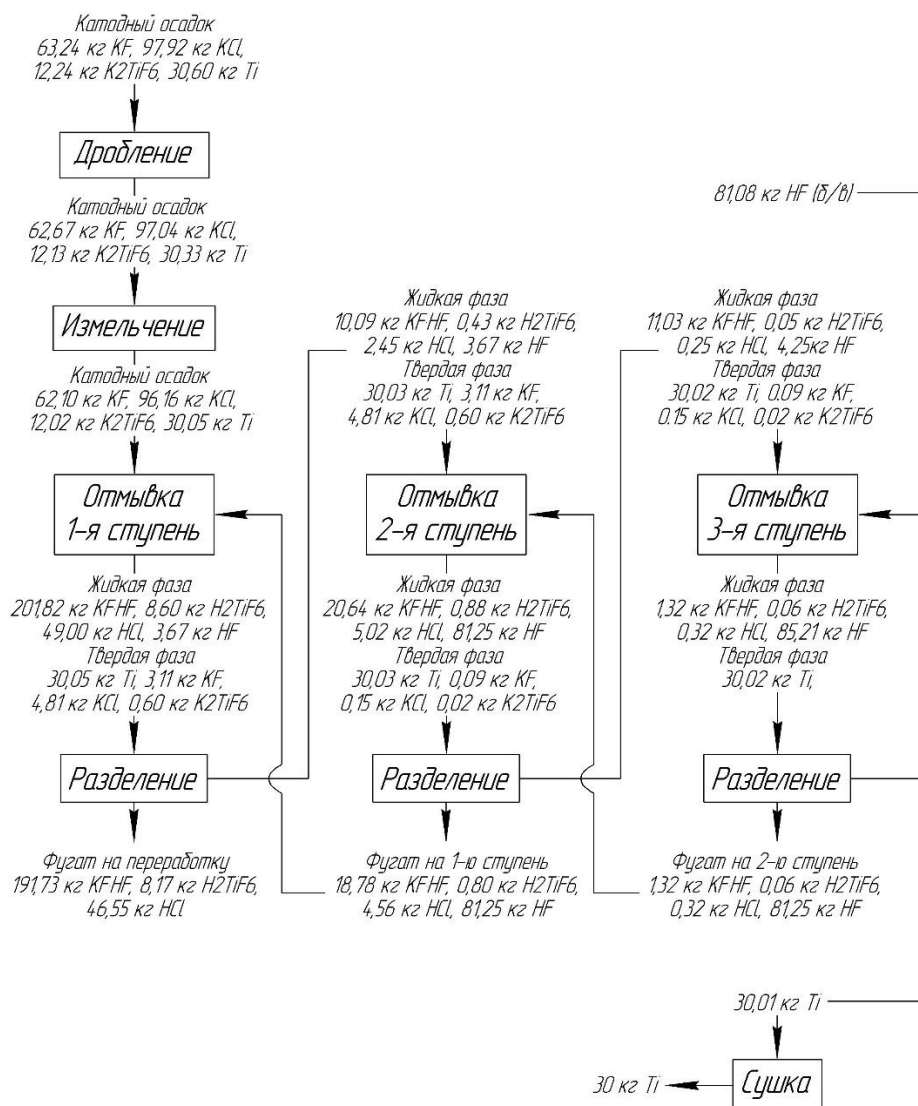 Катодный осадок
63,24 кг KF, 97,92 кг KCl,
12,24 кг K2TiF6, 30,60 кг Ti
Дробление
Катодный осадок
62,67 кг KF, 97,04 кг KCl,
12,13 кг K2TiF6, 30,33 кг Ti
Измельчение
Катодный осадок
62,10 кг KF, 96,16 кг KCl,
12,02 кг K2TiF6, 30,05 кг Ti
Отмывка
1-я ступень
Жидкая фаза
201,82 кг KFHF, 8,60 кг H2TiF6,
49,00 кг HCl, 3,67 кг HF
Твердая фаза
30,05 кг Ti, 3,11 кг KF,
4,81 кг KCl, 0,60 кг K2TiF6
Разделение
Фугат на переработку
191,73 кг KFHF, 8,17 кг H2TiF6,
46,55 кг HCl
Жидкая фаза
10,09 кг KFHF, 0,43 кг H2TiF6,
2,45 кг HCl, 3,67 кг HF
Твердая фаза
30,03 кг Ti, 3,11 кг KF,
4,81 кг KCl, 0,60 кг K2TiF6
Отмывка
2-я ступень
Жидкая фаза
20,64 кг KFHF, 0,88 кг H2TiF6,
5,02 кг HCl, 81,25 кг HF
Твердая фаза
30,03 кг Ti, 0,09 кг KF,
0,15 кг KCl, 0,02 кг K2TiF6
Разделение
Фугат на 1-ю ступень
18,78 кг KFHF, 0,80 кг H2TiF6,
4,56 кг HCl, 81,25 кг HF
81,08 кг HF (б/в)
Жидкая фаза
11,03 кг KFHF, 0,05 кг H2TiF6,
0,25 кг HCl, 4,25кг HF
Твердая фаза
30,02 кг Ti, 0.09 кг KF,
0.15 кг KCl, 0,02 кг K2TiF6
Отмывка
3-я ступень
Жидкая фаза
1,32 кг KFHF, 0,06 кг H2TiF6,
0,32 кг HCl, 85,21 кг HF
Твердая фаза
30,02 кг Ti,
Разделение
Фугат на 2-ю ступень
1,32 кг KFHF, 0,06 кг H2TiF6,
0,32 кг HCl, 81,25 кг HF
30,01 кг Ti
Сушка
30 кг Ti